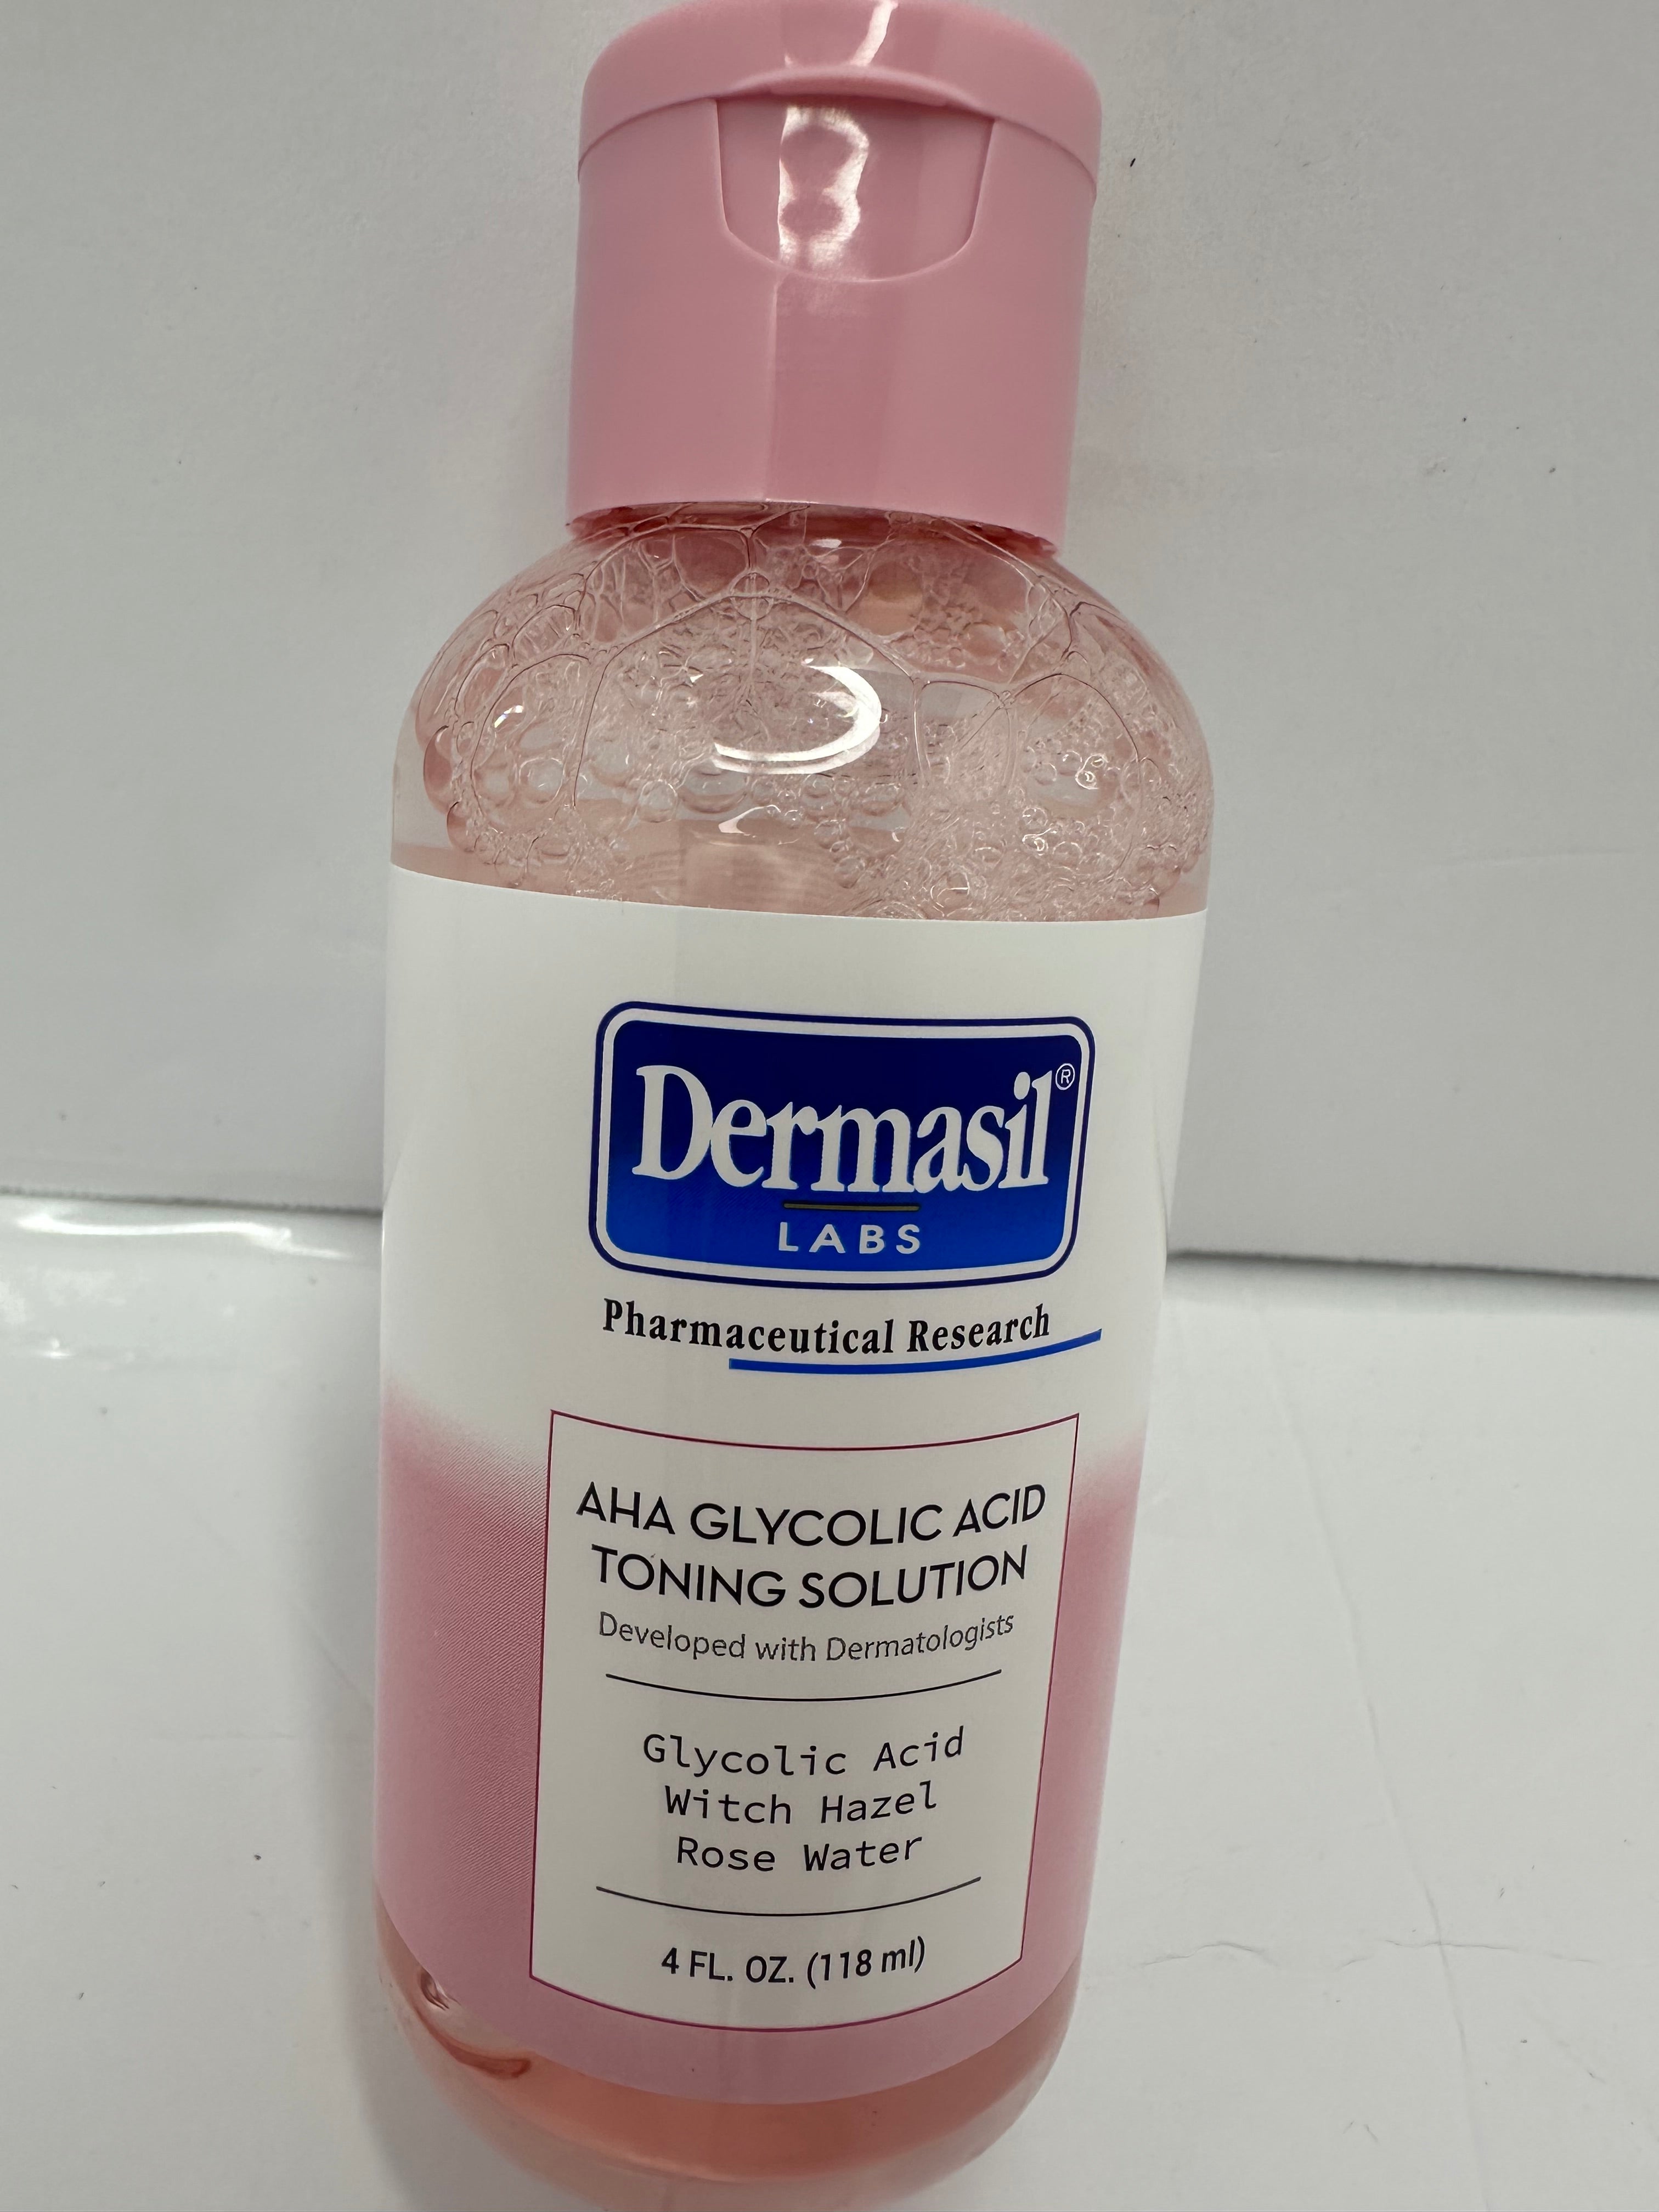 Dermasil®
LABS
Pharmaceutical Research
AHA GLYCOLIC ACID
TONING SOLUTION
Developed with Dermatologists
Glycolic Acid
Witch Hazel
Rose Water
4 FL. OZ. (118 ml)